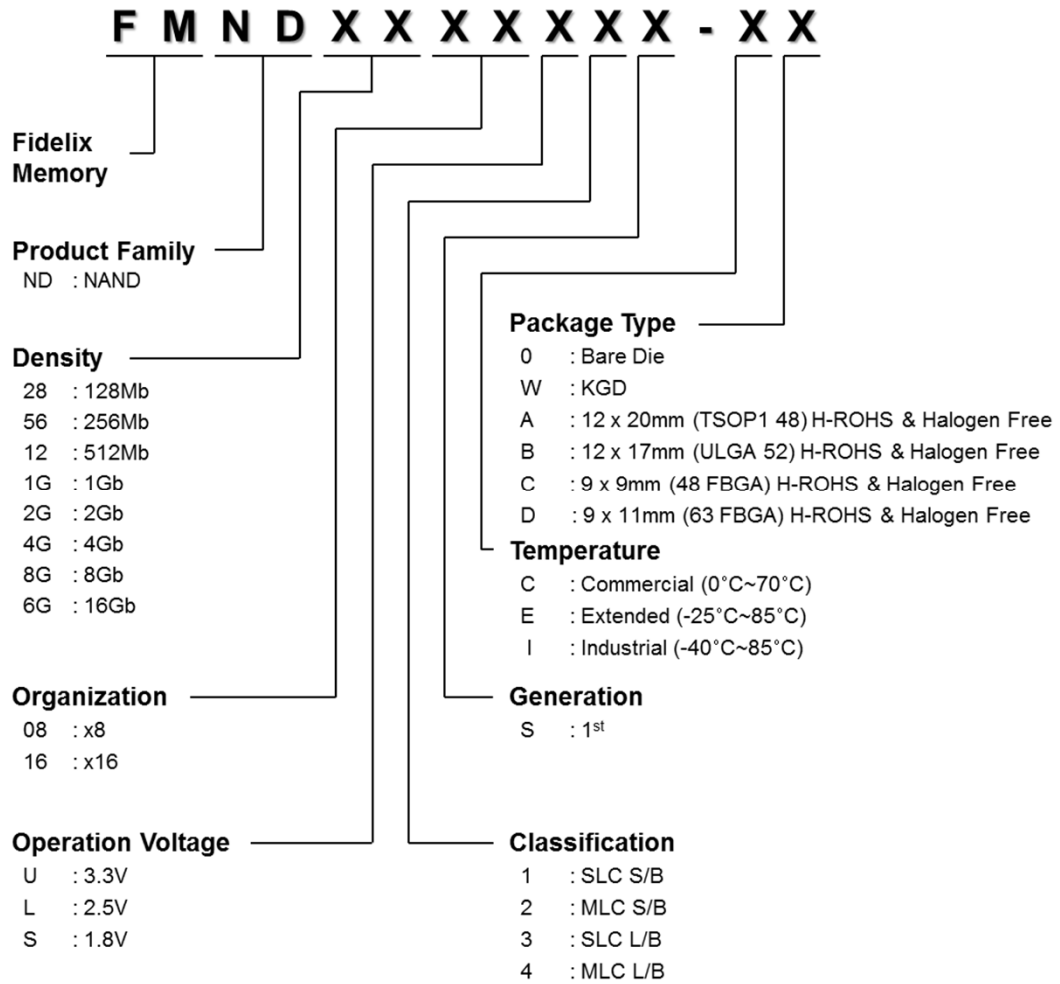 F M N D X X X X X X X - X X
Fidelix
Memory
Product Family
ND : NAND
Density
28 : 128Mb
56 : 256Mb
12 : 512Mb
1G : 1Gb
2G : 2Gb
4G : 4Gb
8G : 8Gb
6G : 16Gb
Organization
08 : x8
16 : x16
Operation Voltage
U : 3.3V
L : 2.5V
S : 1.8V
Package Type
0 : Bare Die
W : KGD
A : 12 x 20mm (TSOP1 48) H-ROHS & Halogen Free
B : 12 x 17mm (ULGA 52) H-ROHS & Halogen Free
C : 9 x 9mm (48 FBGA) H-ROHS & Halogen Free
D : 9 x 11mm (63 FBGA) H-ROHS & Halogen Free
Temperature
C : Commercial (0°C~70°C)
E : Extended (-25°C~85°C)
I : Industrial (-40°C~85°C)
Generation
S : 1st
Classification
1 : SLC S/B
2 : MLC S/B
3 : SLC L/B
4 : MLC L/B